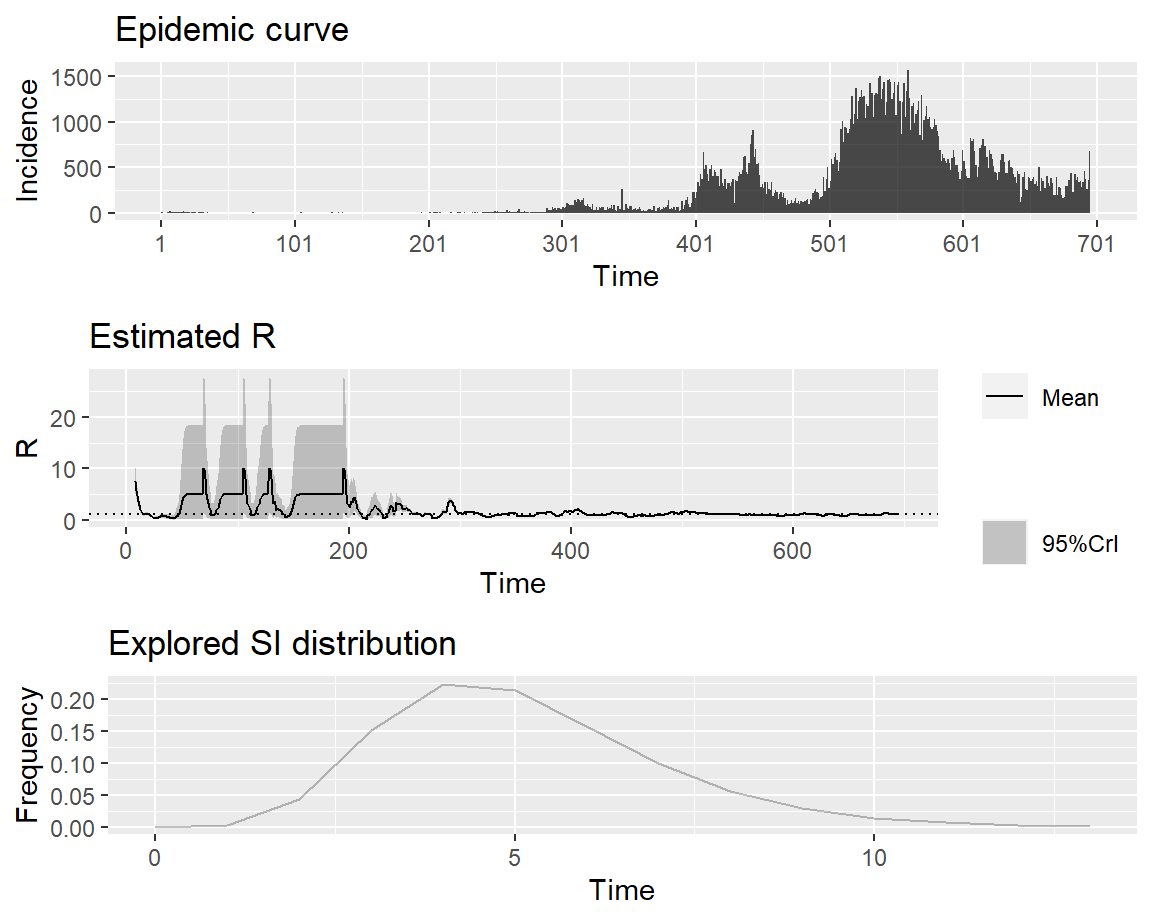 Epidemic curve
Incidence
1500
1000
500
0
1 101 201 301 401 501 601 701
Time
Estimated R
R
20
10
0
0 200 400 600
Time
Mean
95%CrI
Explored SI distribution
Frequency
0.20
0.15
0.10
0.05
0.00
0 5 10
Time